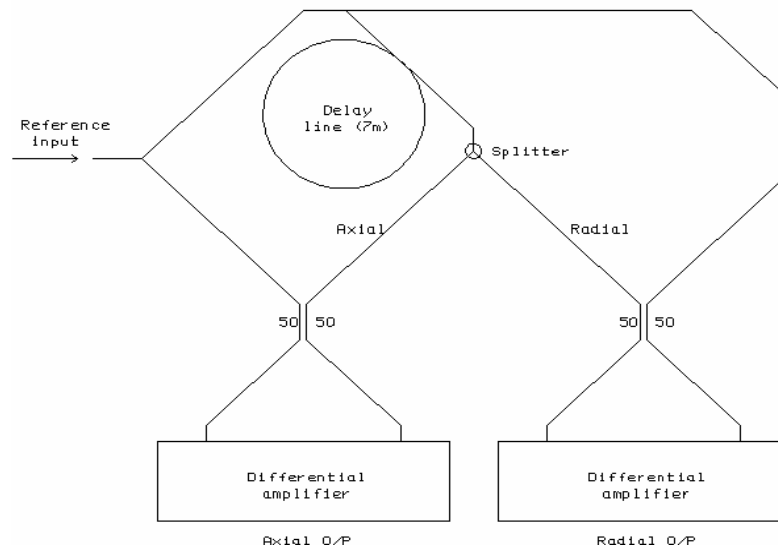 Delay
line (7m)
Reference
input
Splitter
Axial
Radial
50 50
50 50
Differential
amplifier
Differential
amplifier
Axial O/P
Radial O/P